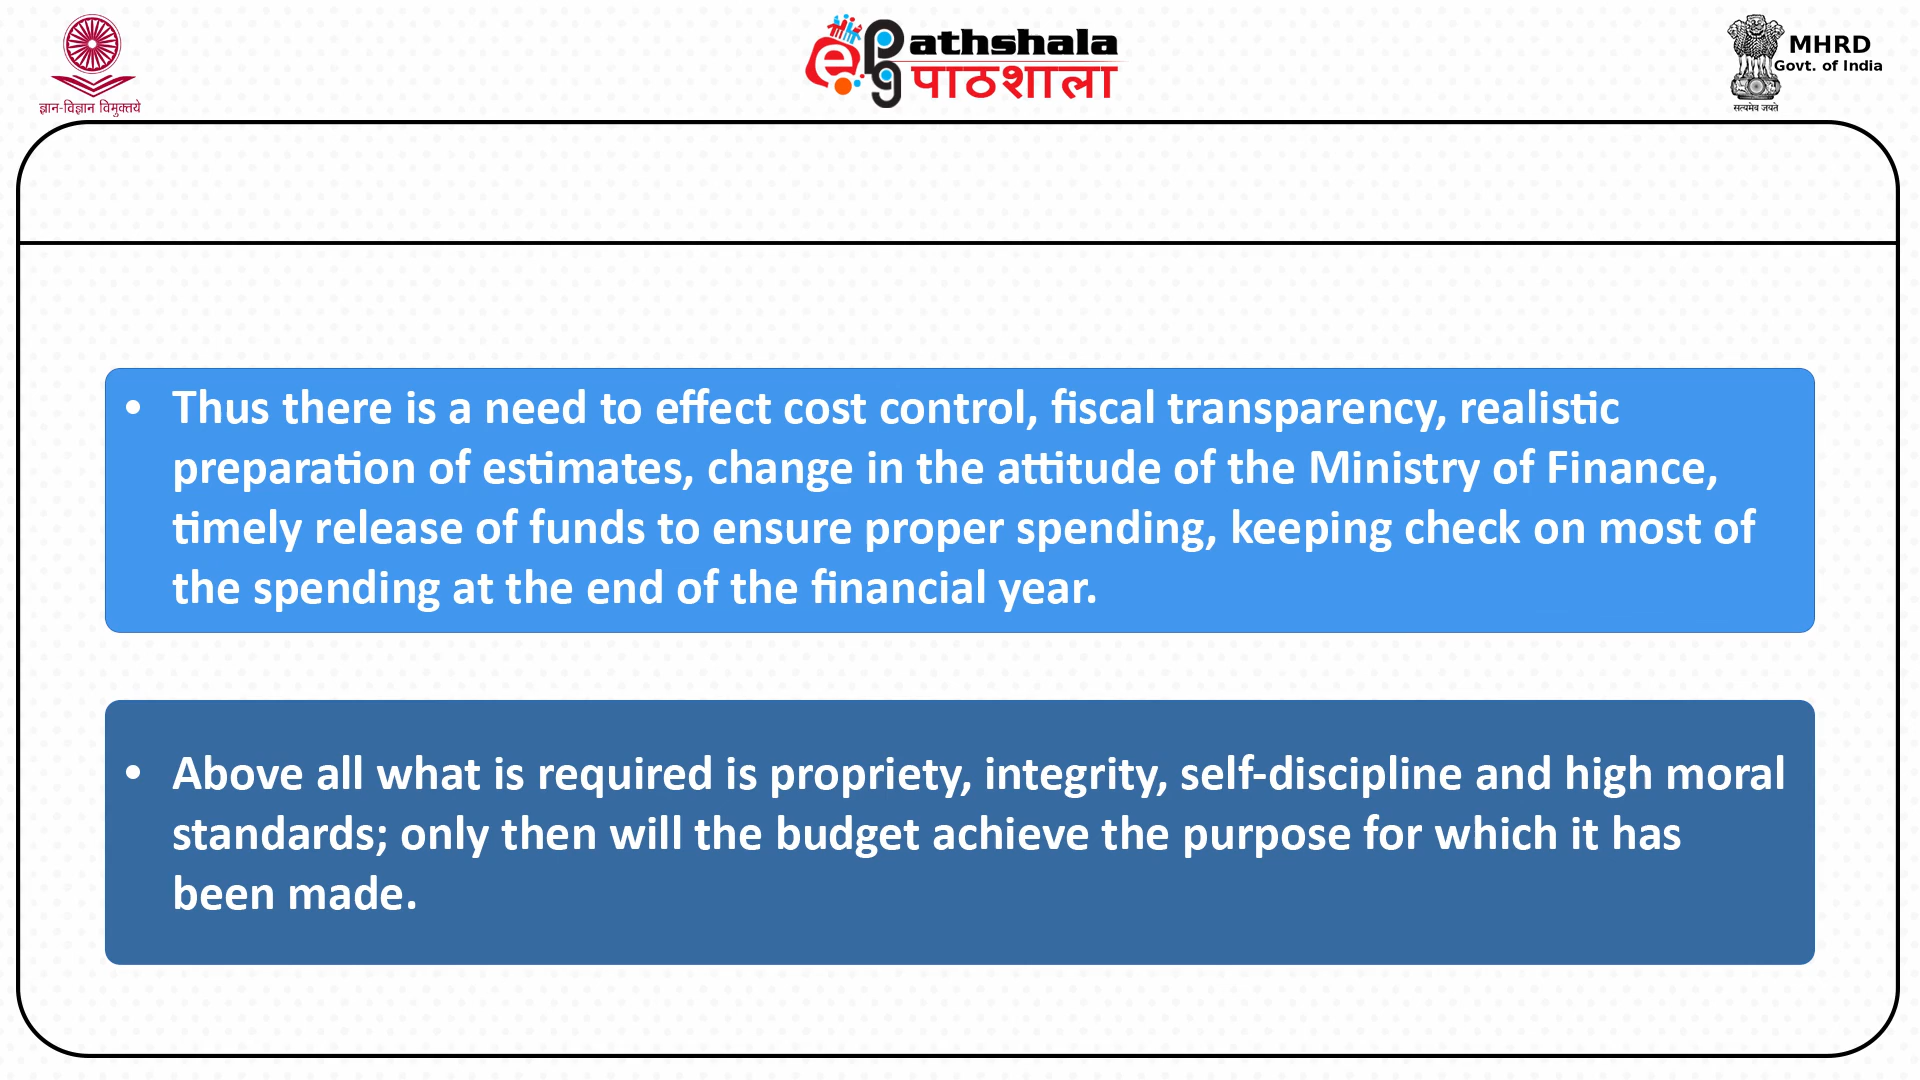 ज्ञान-विज्ञान विमुक्तये
e pg athshala
पाठशाला
MHRD
Govt. of India
सत्यमेव जयते
• Thus there is a need to effect cost control, fiscal transparency, realistic
preparation of estimates, change in the attitude of the Ministry of Finance,
timely release of funds to ensure proper spending, keeping check on most of
the spending at the end of the financial year.
• Above all what is required is propriety, integrity, self-discipline and high moral
standards; only then will the budget achieve the purpose for which it has
been made.